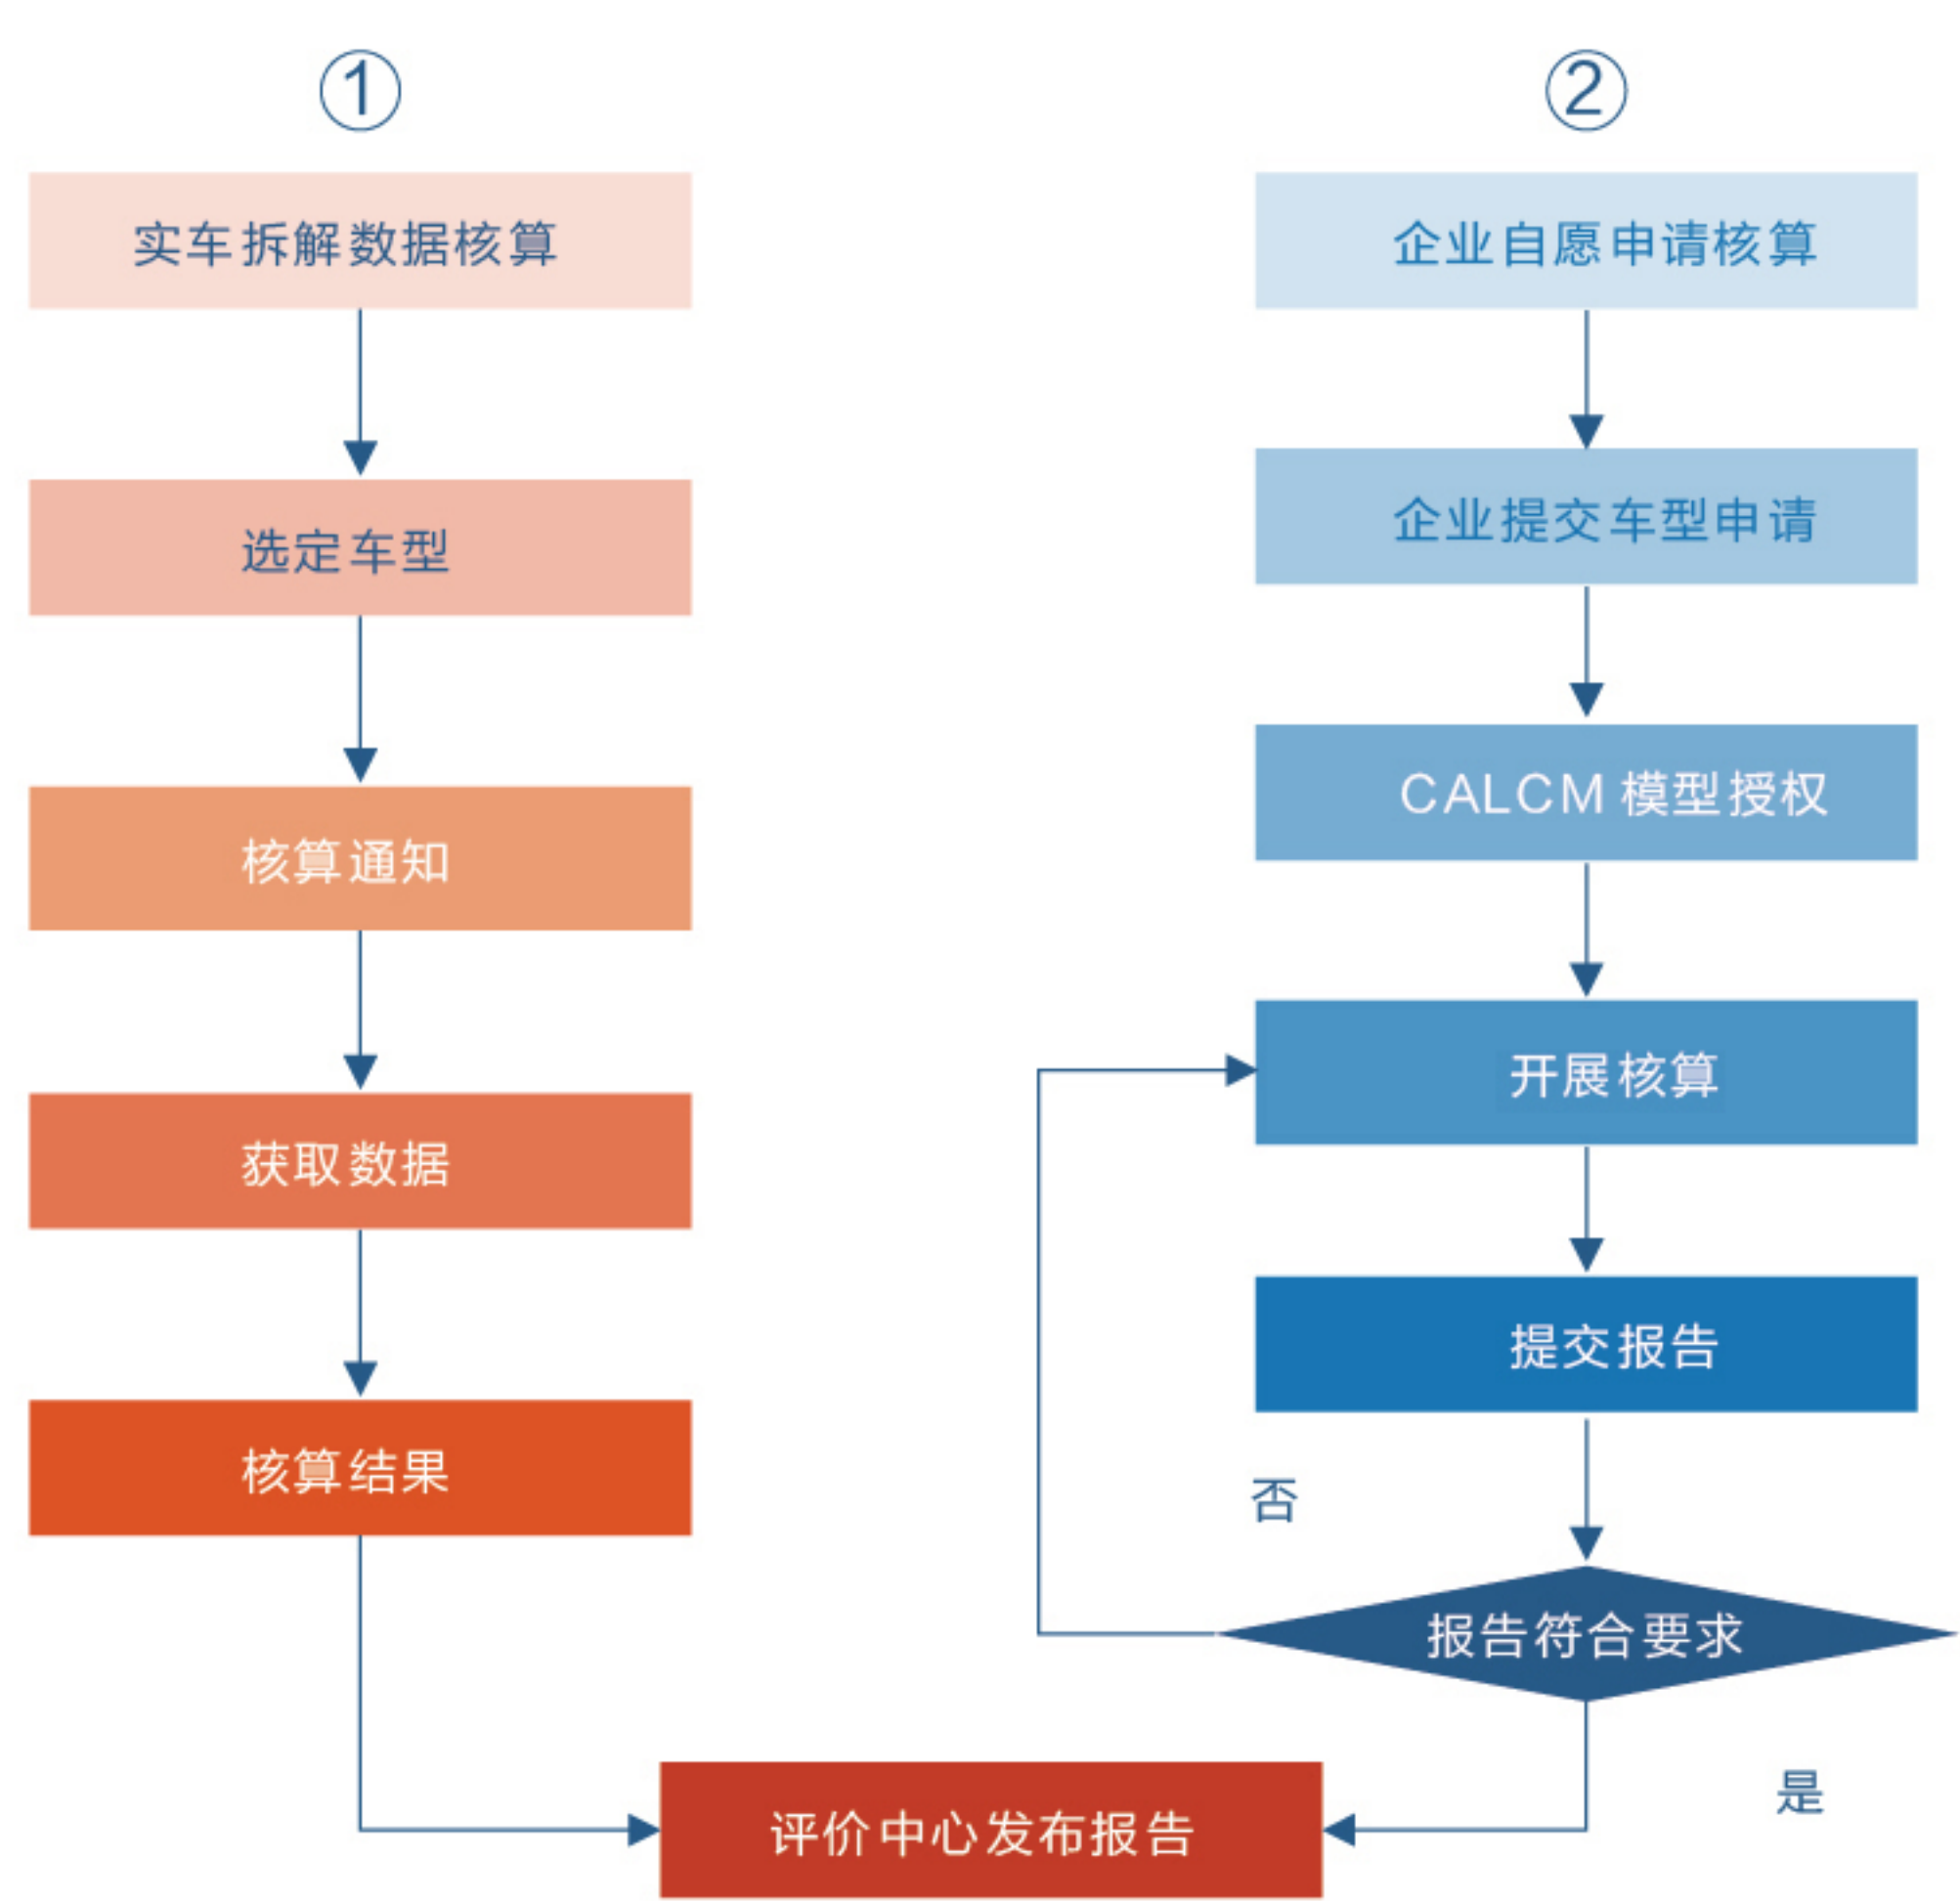 ①
实车拆解数据核算
选定车型
核算通知
获取数据
核算结果
②
企业自愿申请核算
企业提交车型申请
CALCM 模型授权
开展核算
提交报告
否
报告符合要求
是
评价中心发布报告